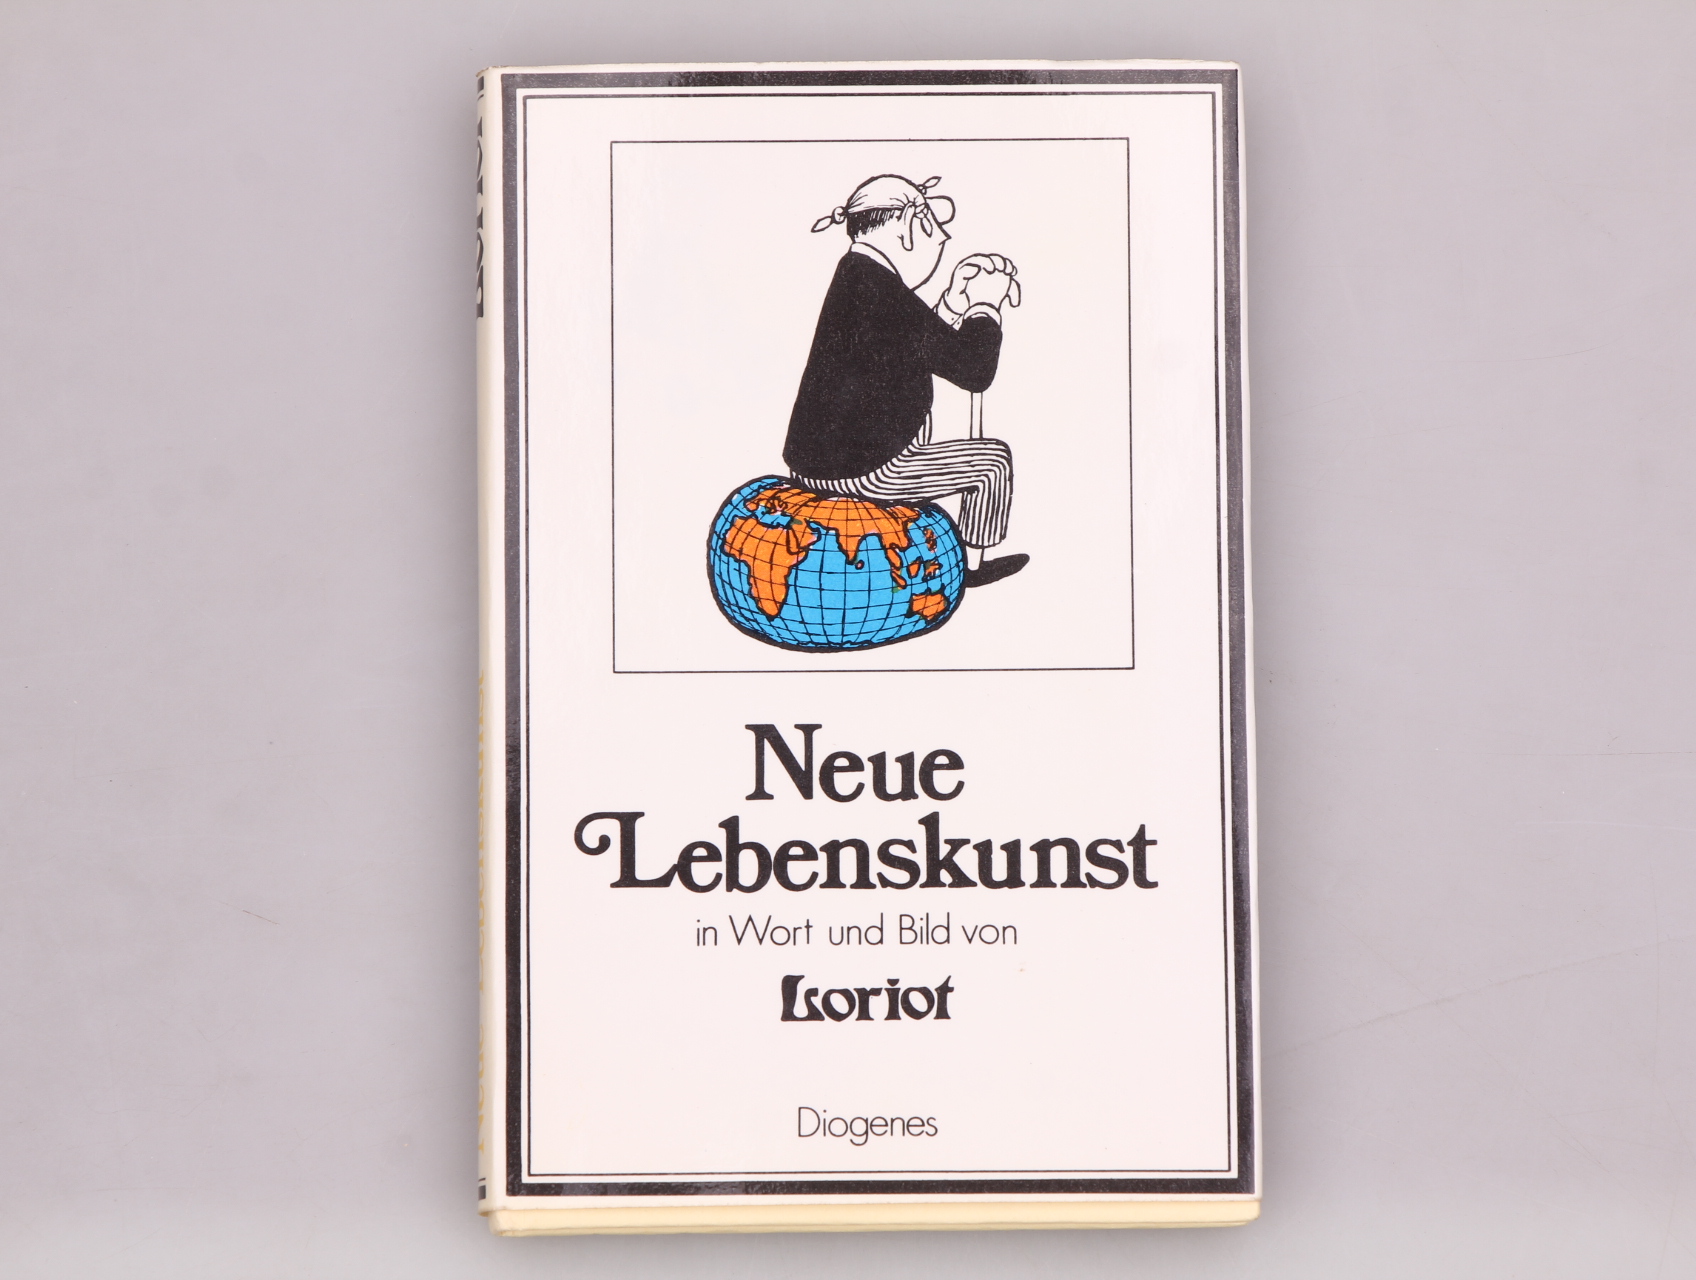 Neue
Lebenskunst
in Wort und Bild von
Loriot
Diogenes